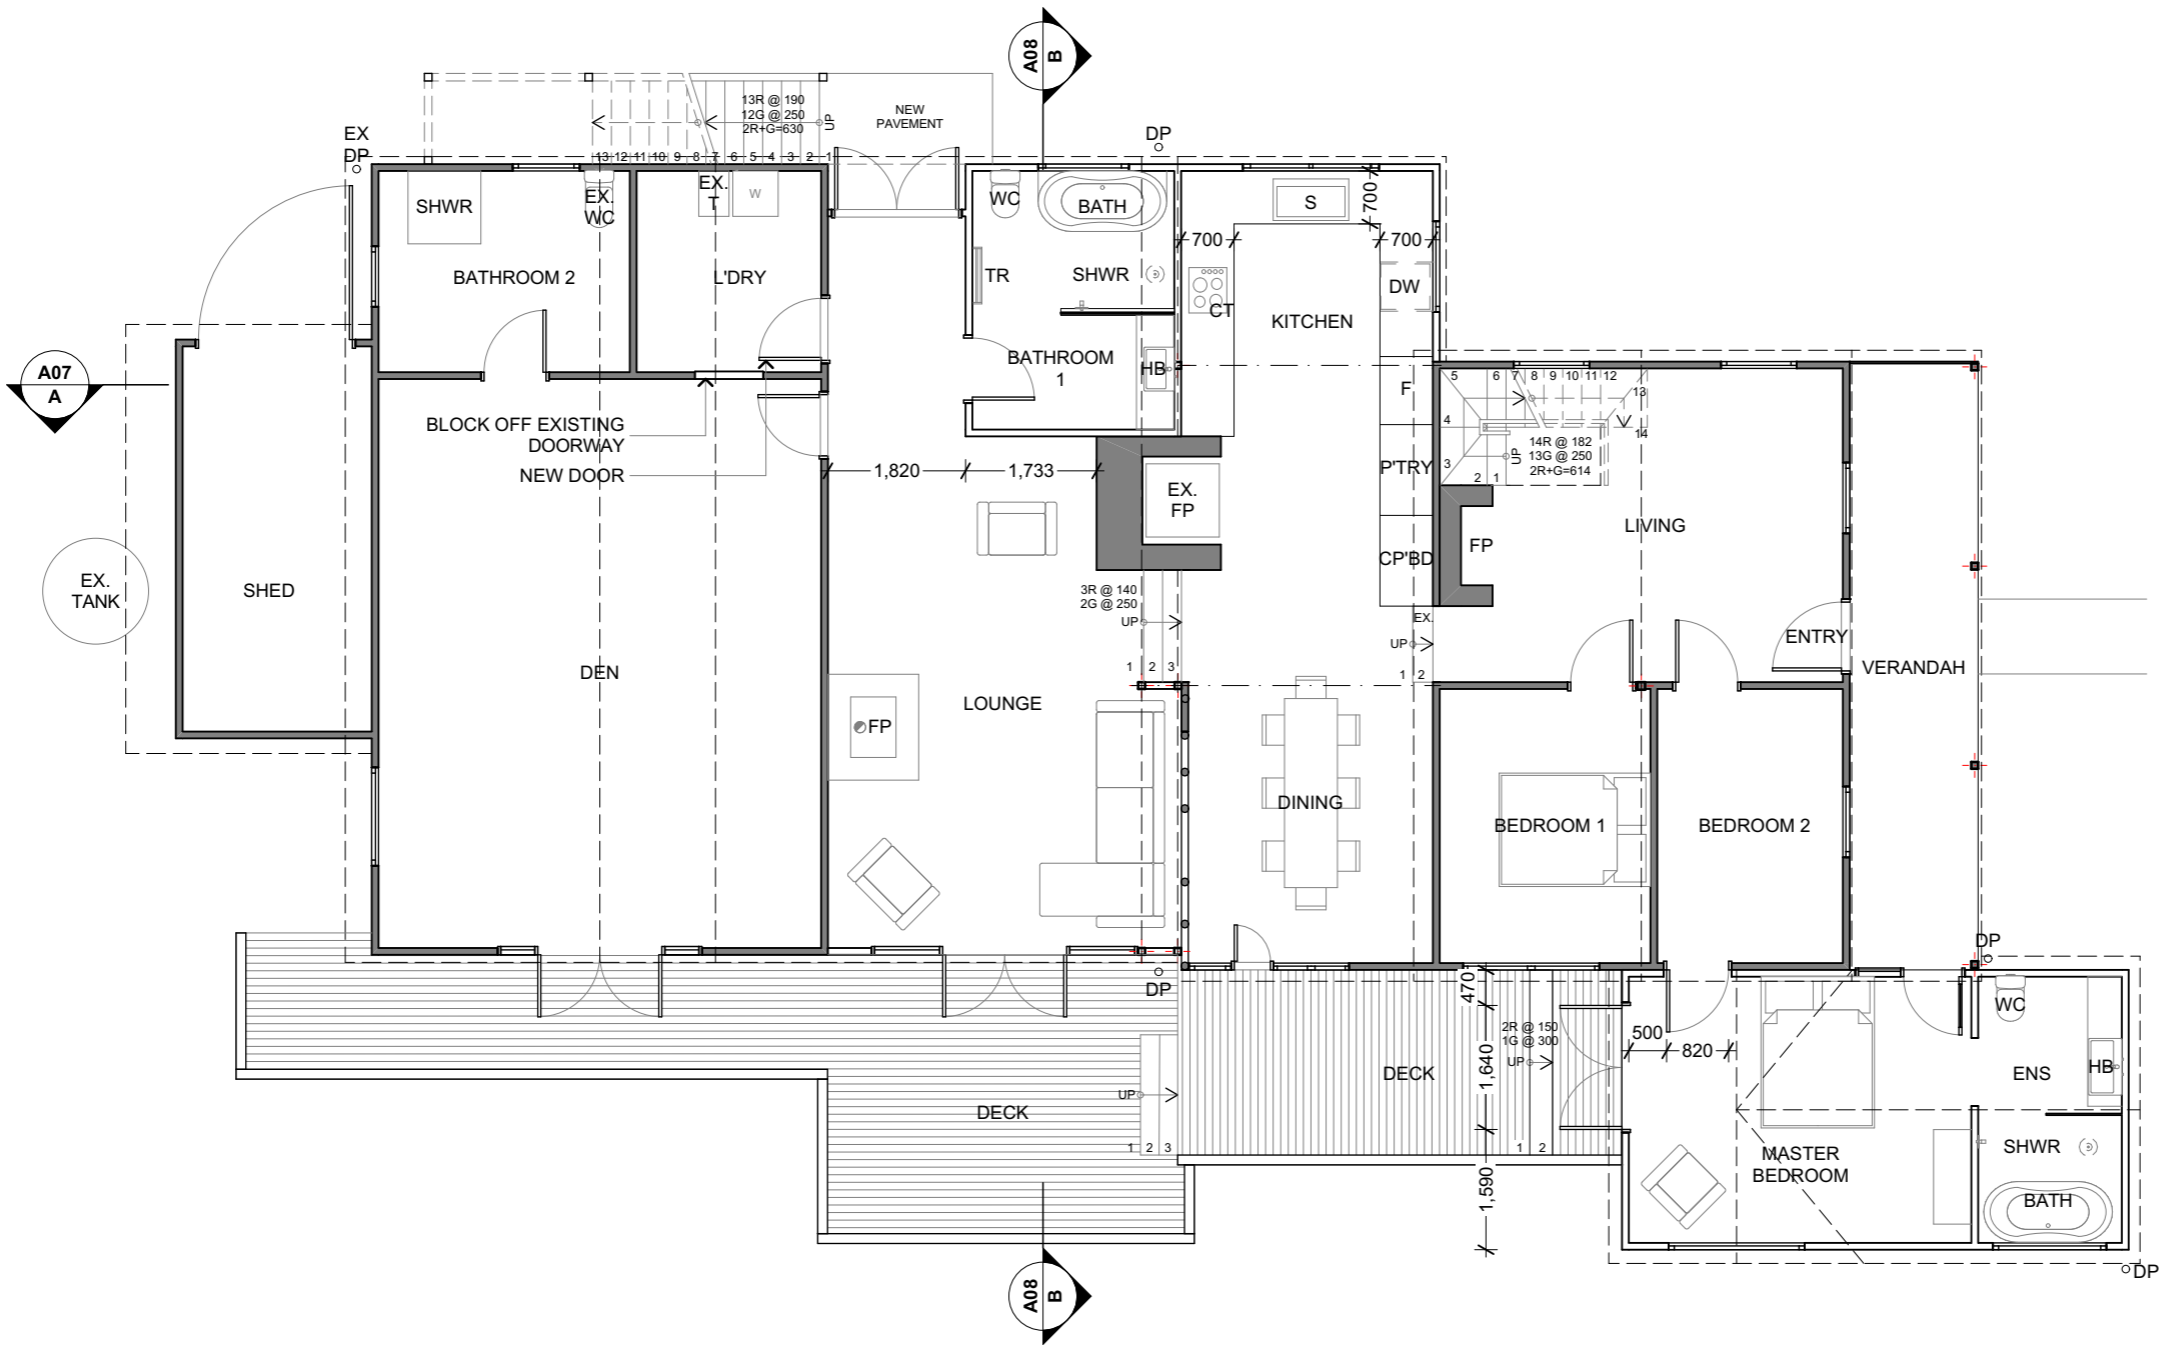 A08
B
13R @ 190
12G @ 250
2R+G=630
UP
NEW
PAVEMENT
EX
DP
DP
13 12 11 10 9 8 7 6 5 4 3 2 1
SHWR
EX.
WC
EX.
T
W
WC
BATH
S
700
700
700
BATHROOM 2
L'DRY
TR
SHWR
DW
CT
KITCHEN
A07
A
BATHROOM
1
HB
F
5 6 7 8 9 10 11 12
13
14
4
3
2 1
UP
14R @ 182
13G @ 250
2R+G=614
BLOCK OFF EXISTING
DOORWAY
NEW DOOR
1,820
1,733
P'TRY
EX.
FP
LIVING
FP
CP'BD
EX.
TANK
SHED
3R @ 140
2G @ 250
UP
1 2 3
EX.
UP
1 2
ENTRY
VERANDAH
DEN
LOUNGE
FP
DINING
BEDROOM 1
BEDROOM 2
DP
DP
470
WC
2R @ 150
1G @ 300
UP
500
820
1,640
DECK
ENS
HB
UP
DECK
1 2 3
1 2
SHWR
MASTER
BEDROOM
1,590
BATH
DP
A08
B